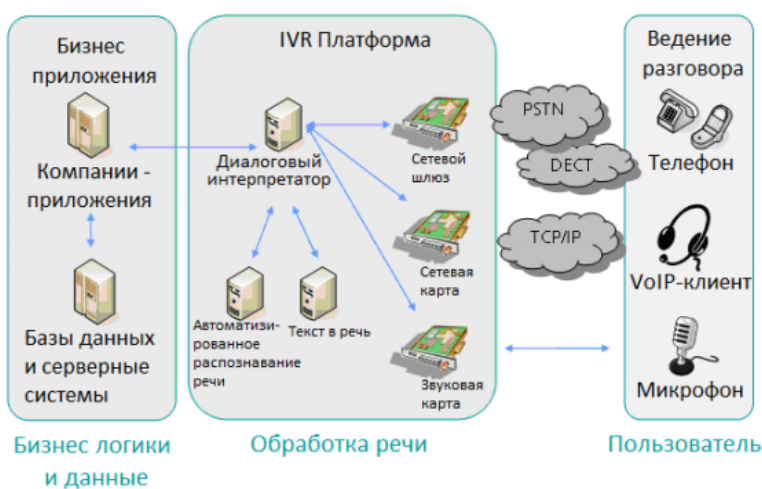 Бизнес
приложения
Компании -
приложения
Базы данных
и серверные
системы
Бизнес логики
и данные
IVR Платформа
Диалоговый
интерпретатор
Автоматизи-
рованное
распознавание
речи
Текст в речь
Сетевой
шлюз
Сетевая
карта
Звуковая
карта
Обработка речи
PSTN
DECT
TCP/IP
Ведение
разговора
Телефон
VoIP-клиент
Микрофон
Пользователь